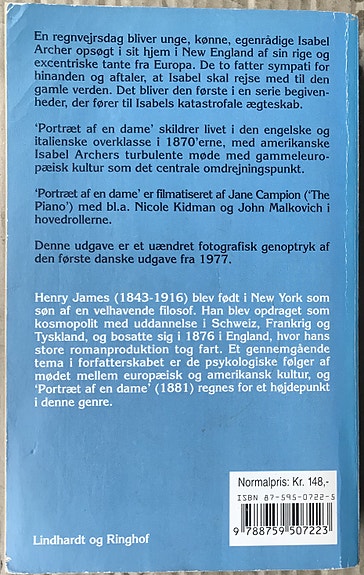 En regnvejrsdag bliver unge, kønne, egenrådige Isabel
Archer opsøgt i sit hjem i New England af sin rige og
excentriske tante fra Europa. De to fatter sympati for
hinanden og aftaler, at Isabel skal rejse med til den
gamle verden. Det bliver den første i en serie begiven-
heder, der fører til Isabels katastrofale ægteskab.
'Portræt af en dame' skildrer livet i den engelske og
italienske overklasse i 1870'erne, med amerikanske
Isabel Archers turbulente møde med gammeleuro-
pæisk kultur som det centrale omdrejningspunkt.
'Portræt af en dame' er filmatiseret af Jane Campion ('The
Piano') med bl.a. Nicole Kidman og John Malkovich i
hovedrollerne.
Denne udgave er et uændret fotografisk genoptryk af
den første danske udgave fra 1977.
Henry James (1843-1916) blev født i New York som
søn af en velhavende filosof. Han blev opdraget som
kosmopolit med uddannelse i Schweiz, Frankrig og
Tyskland, og bosatte sig i 1876 i England, hvor hans
store romanproduktion tog fart. Et gennemgående
tema i forfatterskabet er de psykologiske følger af
mødet mellem europæisk og amerikansk kultur, og
'Portræt af en dame' (1881) regnes for et højdepunkt
i denne genre.
Normalpris: Kr. 148,-
ISBN 87-595-0722-5
9 788759 507223
Lindhardt og Ringhof